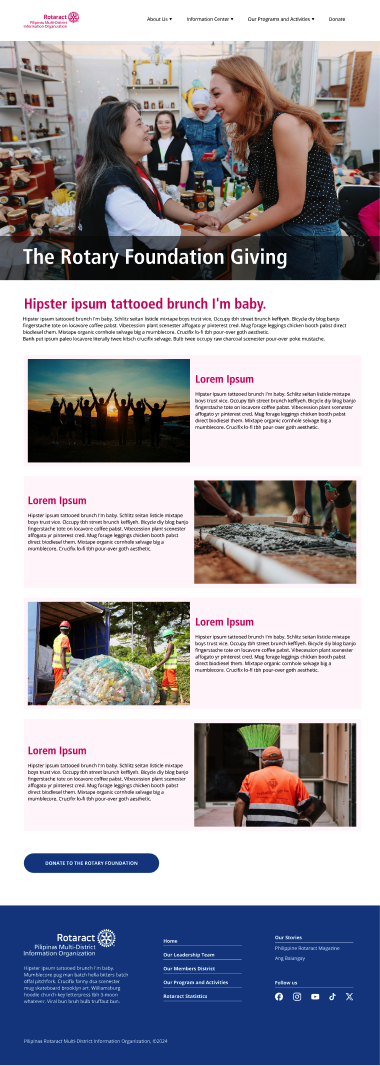 Rotaract
Pilipinas Multi-District
Information Organization
About Us ▾ Information Center ▾ Our Programs and Activities ▾ Donate
The Rotary Foundation Giving
Hipster ipsum tattooed brunch I'm baby.
Hipster ipsum tattooed brunch I'm baby. Schlitz seitan listicle mixtape boys trust vice. Occupy tbh street brunch keffiyeh. Bicycle diy blog banjo
fingerstache tote on locavore coffee pabst. Vibecession plant scenester affogato yr pinterest cred. Mug forage leggings chicken booth pabst direct
biodiesel them. Mixtape organic cornhole selvage big a mumblecore. Crucifix lo-fi tbh pour-over goth aesthetic.
Banh put ipsum paleo locavore literally twee kitsch crucifix selvage. Bulb twee occupy raw charcoal scenester pour-over poke mustache.
Lorem Ipsum
Hipster ipsum tattooed brunch I'm baby. Schlitz seitan listicle mixtape
boys trust vice. Occupy tbh street brunch keffiyeh. Bicycle diy blog banjo
fingerstache tote on locavore coffee pabst. Vibecession plant scenester
affogato yr pinterest cred. Mug forage leggings chicken booth pabst
direct biodiesel them. Mixtape organic cornhole selvage big a
mumblecore. Crucifix lo-fi tbh pour-over goth aesthetic.
Lorem Ipsum
Hipster ipsum tattooed brunch I'm baby. Schlitz seitan listicle mixtape
boys trust vice. Occupy tbh street brunch keffiyeh. Bicycle diy blog banjo
fingerstache tote on locavore coffee pabst. Vibecession plant scenester
affogato yr pinterest cred. Mug forage leggings chicken booth pabst
direct biodiesel them. Mixtape organic cornhole selvage big a
mumblecore. Crucifix lo-fi tbh pour-over goth aesthetic.
Lorem Ipsum
Hipster ipsum tattooed brunch I'm baby. Schlitz seitan listicle mixtape
boys trust vice. Occupy tbh street brunch keffiyeh. Bicycle diy blog banjo
fingerstache tote on locavore coffee pabst. Vibecession plant scenester
affogato yr pinterest cred. Mug forage leggings chicken booth pabst
direct biodiesel them. Mixtape organic cornhole selvage big a
mumblecore. Crucifix lo-fi tbh pour-over goth aesthetic.
Lorem Ipsum
Hipster ipsum tattooed brunch I'm baby. Schlitz seitan listicle mixtape
boys trust vice. Occupy tbh street brunch keffiyeh. Bicycle diy blog banjo
fingerstache tote on locavore coffee pabst. Vibecession plant scenester
affogato yr pinterest cred. Mug forage leggings chicken booth pabst
direct biodiesel them. Mixtape organic cornhole selvage big a
mumblecore. Crucifix lo-fi tbh pour-over goth aesthetic.
DONATE TO THE ROTARY FOUNDATION
Rotaract
Pilipinas Multi-District
Information Organization
Hipster ipsum tattooed brunch I'm baby.
Mumblecore pug man batch hella bitters batch
offal pitchfork. Crucifix fanny dsa scenester
mug skateboard brooklyn art. Williamsburg
hoodie church-key letterpress tbh 3 moon
whatever. Viral bun bruh bulb truffaut bun.
Home
Our Leadership Team
Our Members District
Our Program and Activities
Rotaract Statistics
Our Stories
Philippine Rotaract Magazine
Ang Balangay
Follow us
Pilipinas Rotaract Multi-District Information Organization, ©2024